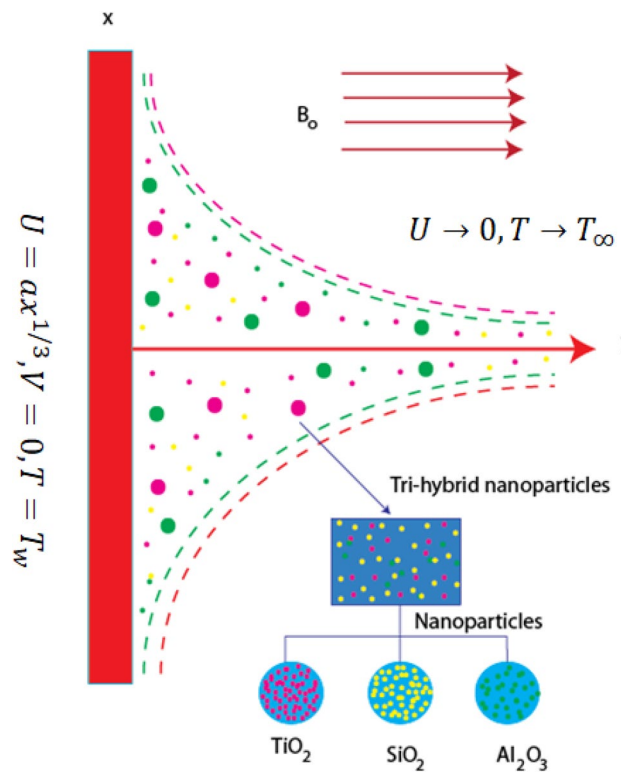 x
B₀
U → 0, T → T∞
U = ax^{1/3}, V = 0, T = T_w
Tri-hybrid nanoparticles
Nanoparticles
TiO₂
SiO₂
Al₂O₃